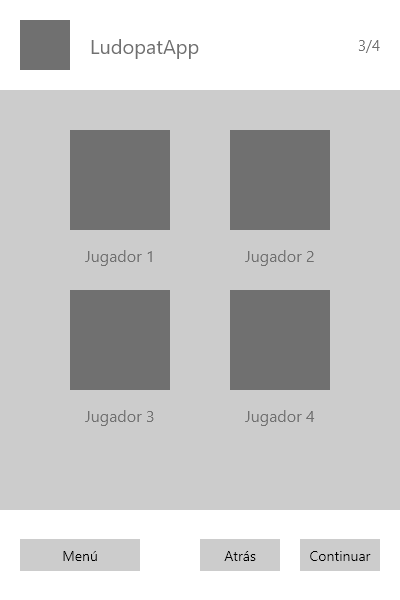 LudopatApp
3/4
Jugador 1
Jugador 2
Jugador 3
Jugador 4
Menú
Atrás
Continuar